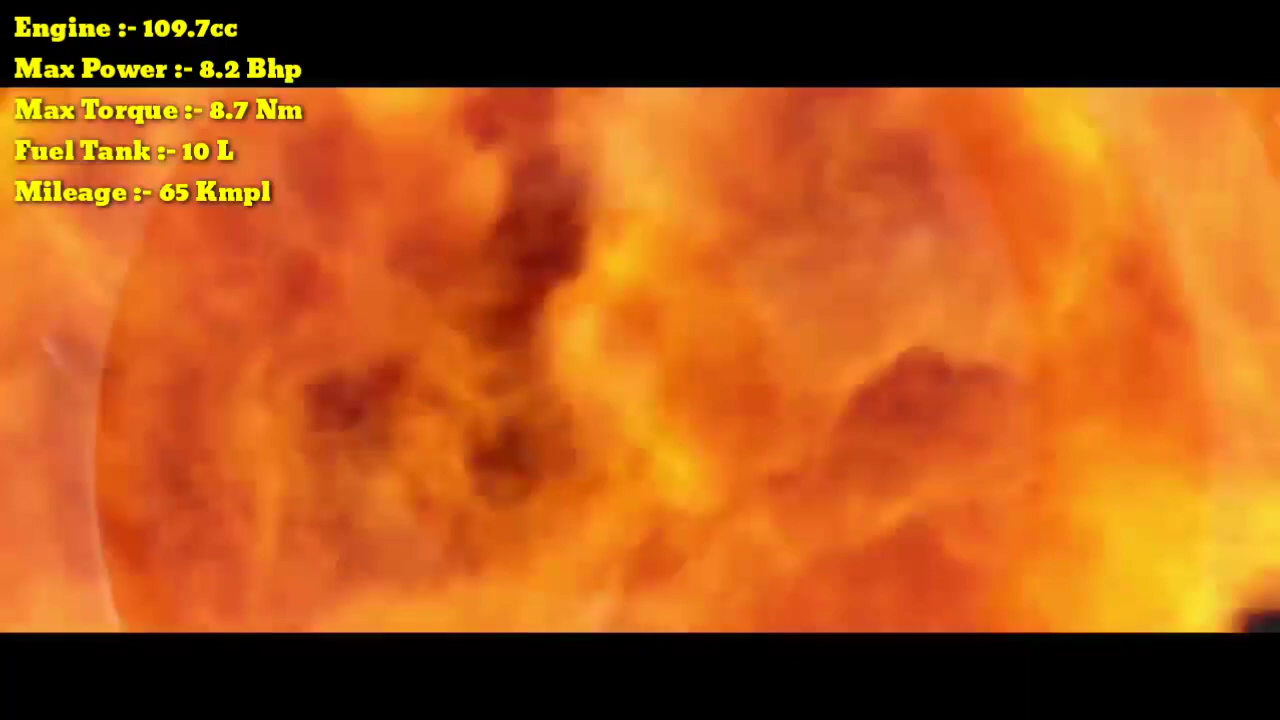 Engine :- 109.7cc
Max Power :- 8.2 Bhp
Max Torque :- 8.7 Nm
Fuel Tank :- 10 L
Mileage :- 65 Kmpl